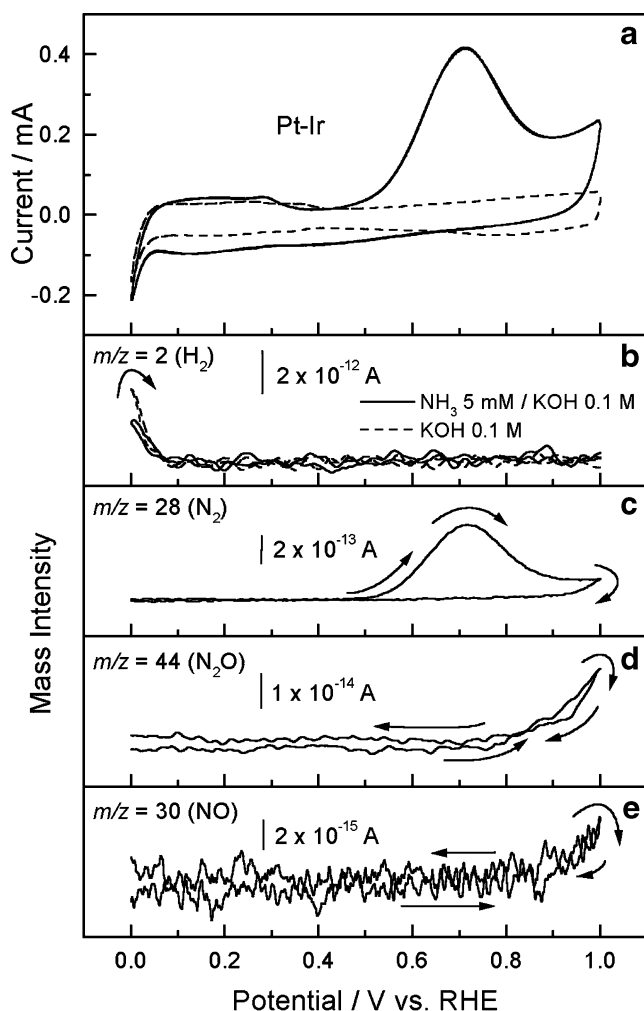 a
0.4
0.2
0.0
-0.2
Current / mA
Pt-Ir
b
m/z = 2 (H₂)
2 x 10⁻¹² A
NH₃ 5 mM / KOH 0.1 M
KOH 0.1 M
c
m/z = 28 (N₂)
2 x 10⁻¹³ A
Mass Intensity
d
m/z = 44 (N₂O)
1 x 10⁻¹⁴ A
e
m/z = 30 (NO)
2 x 10⁻¹⁵ A
0.0 0.2 0.4 0.6 0.8 1.0
Potential / V vs. RHE